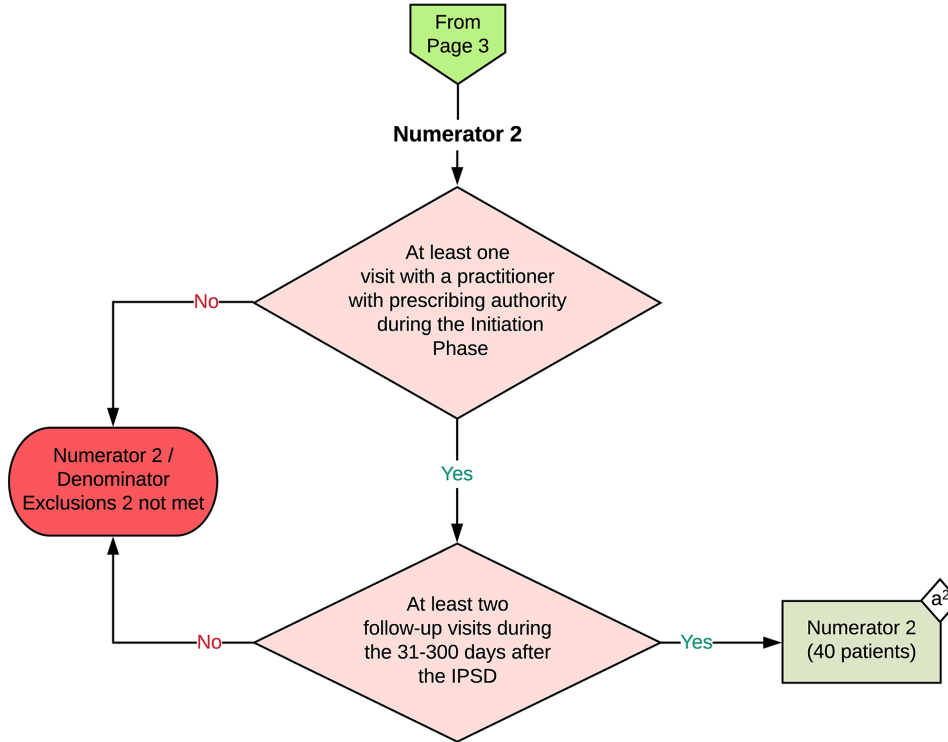 From
Page 3
Numerator 2
At least one
visit with a practitioner
with prescribing authority
during the Initiation
Phase
No
Numerator 2 /
Denominator
Exclusions 2 not met
Yes
At least two
follow-up visits during
the 31-300 days after
the IPSD
No
Yes
a²
Numerator 2
(40 patients)